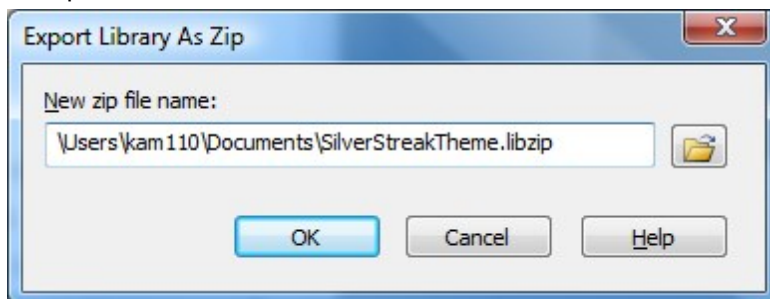 Export Library As Zip
New zip file name:
\Users\kam110\Documents\SilverStreakTheme.libzip
OK Cancel Help